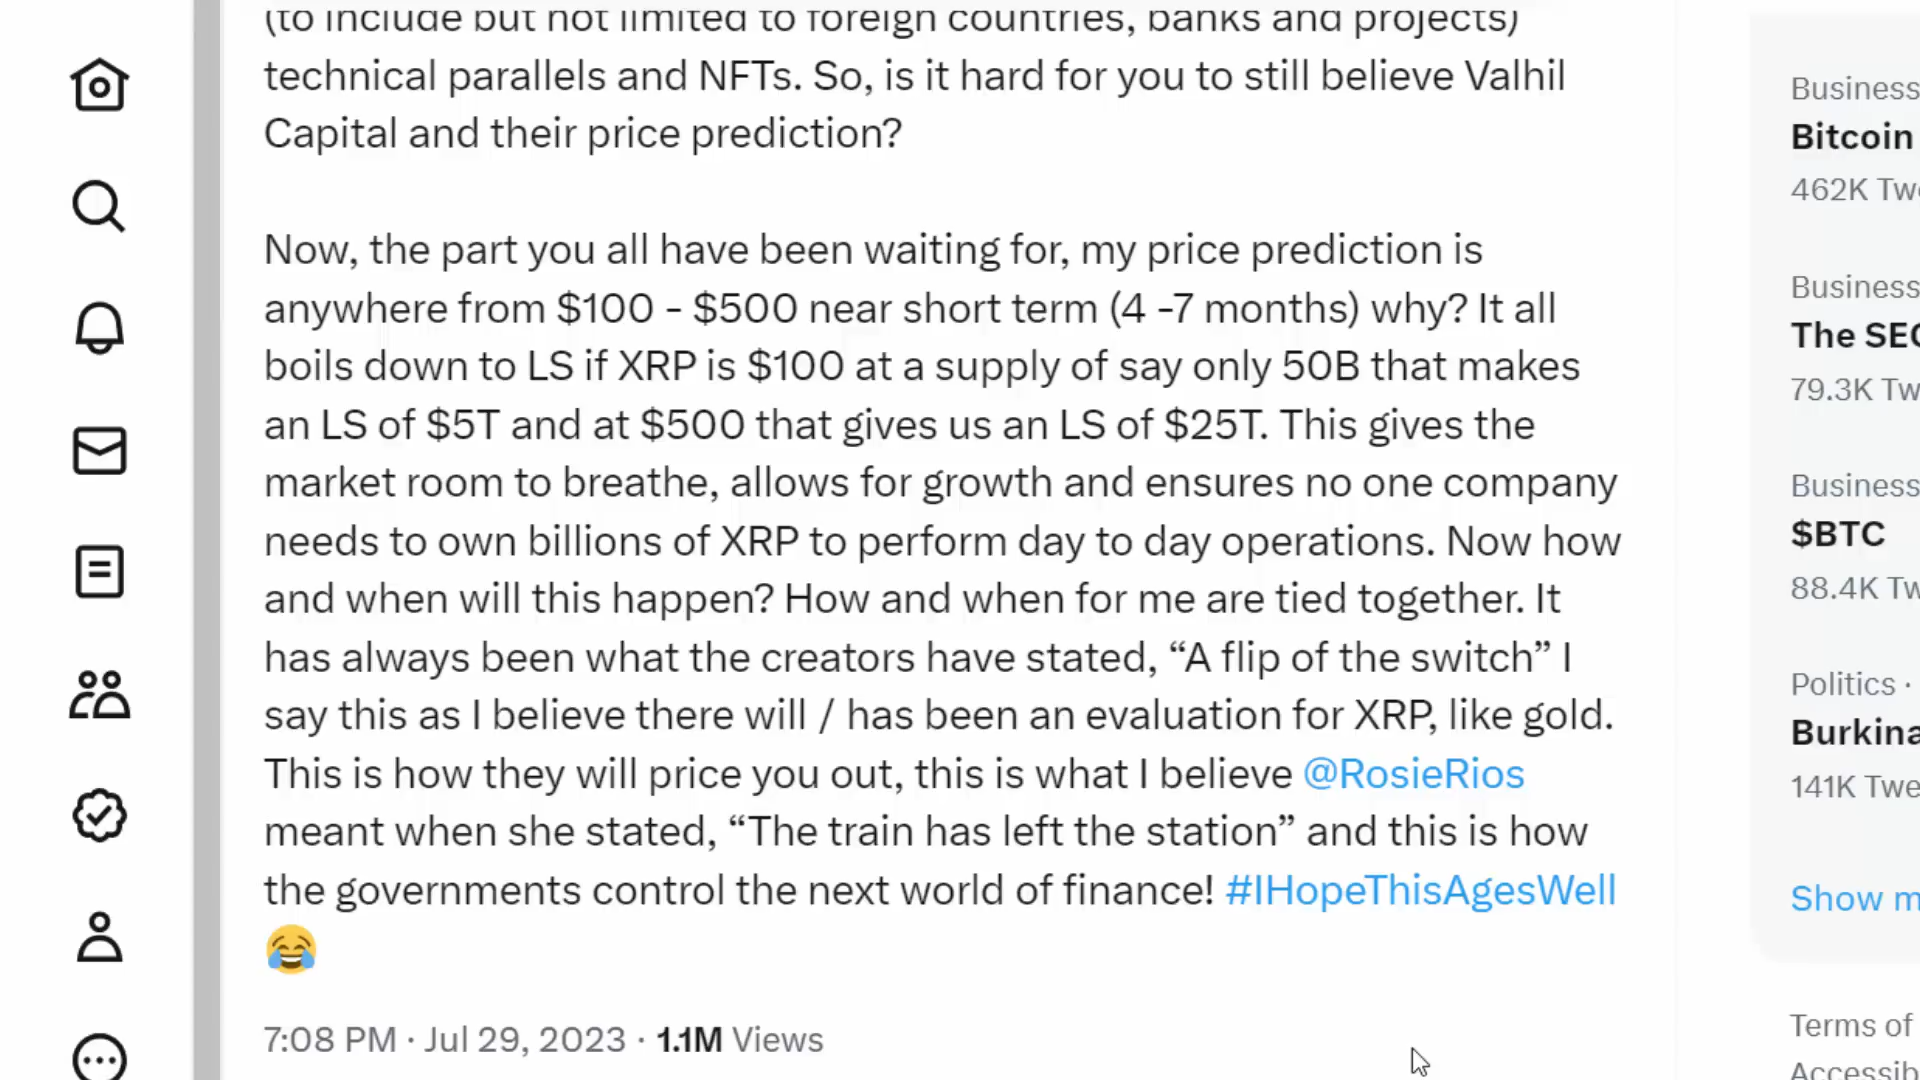 (to include but not limited to foreign countries, banks and projects)
technical parallels and NFTs. So, is it hard for you to still believe Valhil
Capital and their price prediction?
Now, the part you all have been waiting for, my price prediction is
anywhere from $100 - $500 near short term (4 -7 months) why? It all
boils down to LS if XRP is $100 at a supply of say only 50B that makes
an LS of $5T and at $500 that gives us an LS of $25T. This gives the
market room to breathe, allows for growth and ensures no one company
needs to own billions of XRP to perform day to day operations. Now how
and when will this happen? How and when for me are tied together. It
has always been what the creators have stated, “A flip of the switch” I
say this as I believe there will / has been an evaluation for XRP, like gold.
This is how they will price you out, this is what I believe @RosieRios
meant when she stated, “The train has left the station” and this is how
the governments control the next world of finance! #IHopeThisAgesWell
😂
7:08 PM · Jul 29, 2023 · 1.1M Views
Business
Bitcoin
462K Twe
Business
The SEC
79.3K Tw
Business
$BTC
88.4K Tw
Politics ·
Burkina
141K Twe
Show m
Terms of
Accessib